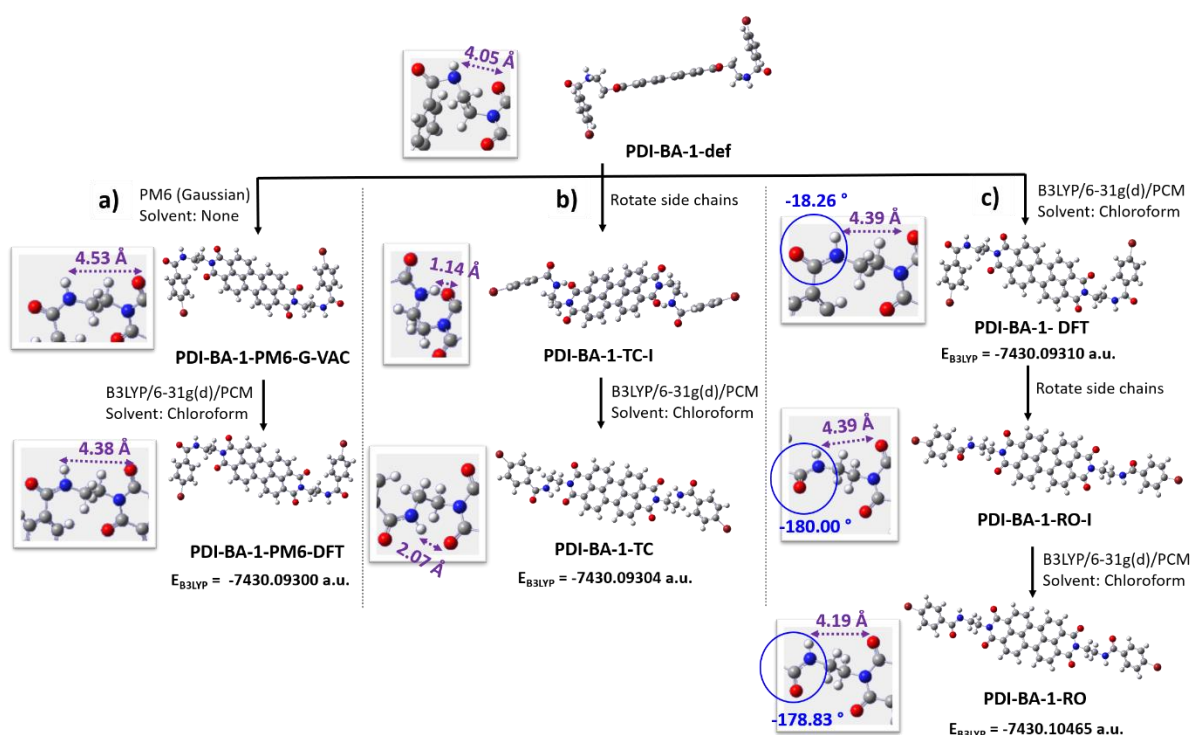 4.05 Å
PDI-BA-1-def
a)
PM6 (Gaussian)
Solvent: None
4.53 Å
PDI-BA-1-PM6-G-VAC
B3LYP/6-31g(d)/PCM
Solvent: Chloroform
4.38 Å
PDI-BA-1-PM6-DFT
E_B3LYP = -7430.09300 a.u.
b)
Rotate side chains
1.14 Å
PDI-BA-1-TC-I
B3LYP/6-31g(d)/PCM
Solvent: Chloroform
2.07 Å
PDI-BA-1-TC
E_B3LYP = -7430.09304 a.u.
c)
B3LYP/6-31g(d)/PCM
Solvent: Chloroform
-18.26 °
4.39 Å
PDI-BA-1- DFT
E_B3LYP = -7430.09310 a.u.
Rotate side chains
4.39 Å
-180.00 °
PDI-BA-1-RO-I
B3LYP/6-31g(d)/PCM
Solvent: Chloroform
4.19 Å
-178.83 °
PDI-BA-1-RO
E_B3LYP = -7430.10465 a.u.